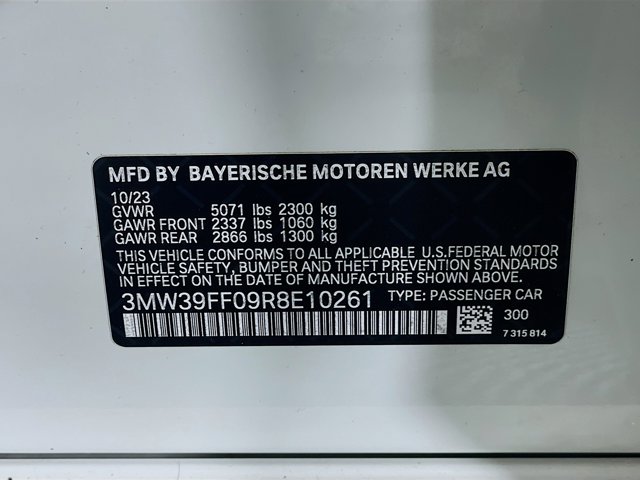 MFD BY BAYERISCHE MOTOREN WERKE AG
10/23
GVWR 5071 lbs 2300 kg
GAWR FRONT 2337 lbs 1060 kg
GAWR REAR 2866 lbs 1300 kg
THIS VEHICLE CONFORMS TO ALL APPLICABLE U.S.FEDERAL MOTOR
VEHICLE SAFETY, BUMPER AND THEFT PREVENTION STANDARDS
IN EFFECT ON THE DATE OF MANUFACTURE SHOWN ABOVE.
3MW39FF09R8E10261 TYPE: PASSENGER CAR
300
7 315 814